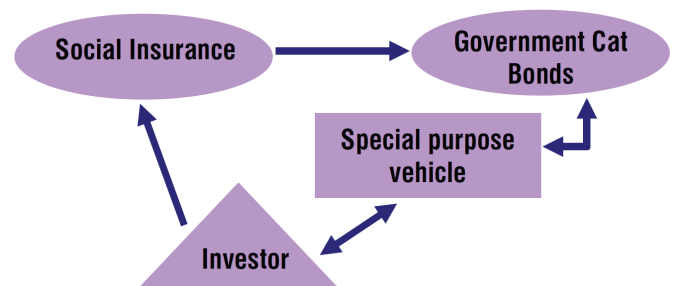 Social Insurance
Government Cat
Bonds
Special purpose
vehicle
Investor